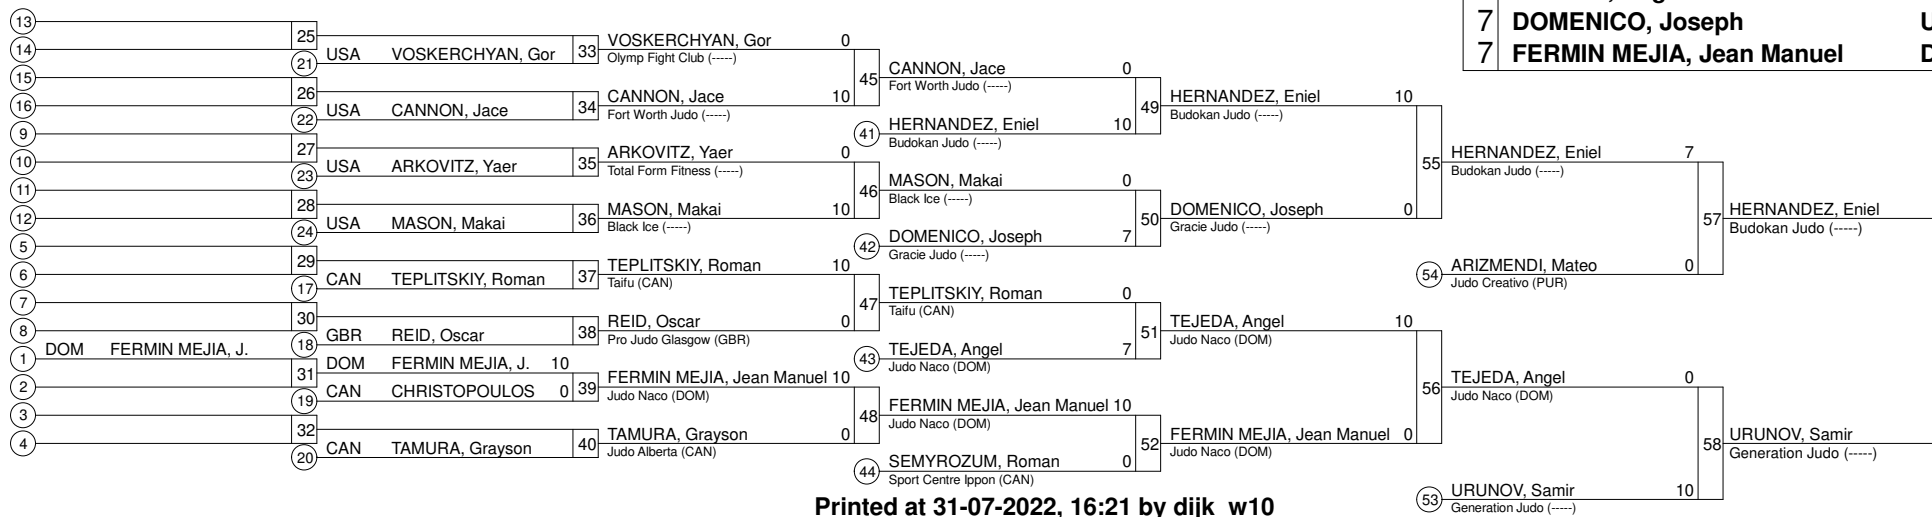 7 DOMENICO, Joseph
7 FERMIN MEJIA, Jean Manuel
13
25
14
USA VOSKERCHYAN, Gor
33
VOSKERCHYAN, Gor 0
Olymp Fight Club (-----)
21
15
45
CANNON, Jace 0
Fort Worth Judo (-----)
26
16
USA CANNON, Jace
34
CANNON, Jace 10
Fort Worth Judo (-----)
22
49
HERNANDEZ, Eniel 10
Budokan Judo (-----)
9
41
HERNANDEZ, Eniel 10
Budokan Judo (-----)
27
10
USA ARKOVITZ, Yaer
35
ARKOVITZ, Yaer 0
Total Form Fitness (-----)
23
55
HERNANDEZ, Eniel 7
Budokan Judo (-----)
11
46
MASON, Makai 0
Black Ice (-----)
28
12
USA MASON, Makai
36
MASON, Makai 10
Black Ice (-----)
24
50
DOMENICO, Joseph 0
Gracie Judo (-----)
57
HERNANDEZ, Eniel
Budokan Judo (-----)
5
42
DOMENICO, Joseph 7
Gracie Judo (-----)
29
6
CAN TEPLITSKIY, Roman
37
TEPLITSKIY, Roman 10
Taifu (CAN)
17
54
ARIZMENDI, Mateo 0
Judo Creativo (PUR)
7
47
TEPLITSKIY, Roman 0
Taifu (CAN)
30
8
GBR REID, Oscar
38
REID, Oscar 0
Pro Judo Glasgow (GBR)
18
51
TEJEDA, Angel 10
Judo Naco (DOM)
1
DOM FERMIN MEJIA, J.
43
TEJEDA, Angel 7
Judo Naco (DOM)
31
DOM FERMIN MEJIA, J. 10
2
CAN CHRISTOPOULOS 0
39
FERMIN MEJIA, Jean Manuel 10
Judo Naco (DOM)
19
56
TEJEDA, Angel 0
Judo Naco (DOM)
3
48
FERMIN MEJIA, Jean Manuel 10
Judo Naco (DOM)
32
4
CAN TAMURA, Grayson
40
TAMURA, Grayson 0
Judo Alberta (CAN)
20
52
FERMIN MEJIA, Jean Manuel 0
Judo Naco (DOM)
58
URUNOV, Samir
Generation Judo (-----)
44
SEMYROZUM, Roman 0
Sport Centre Ippon (CAN)
53
URUNOV, Samir 10
Generation Judo (-----)
Printed at 31-07-2022, 16:21 by dijk_w10